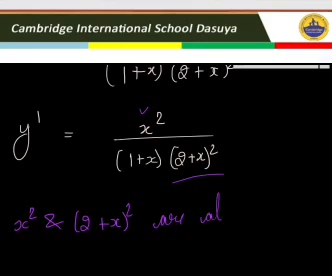 Cambridge International School Dasuya
(1+x) (2+x)²
y' = x² / (1+x) (2+x)²
x² & (2+x)² are al